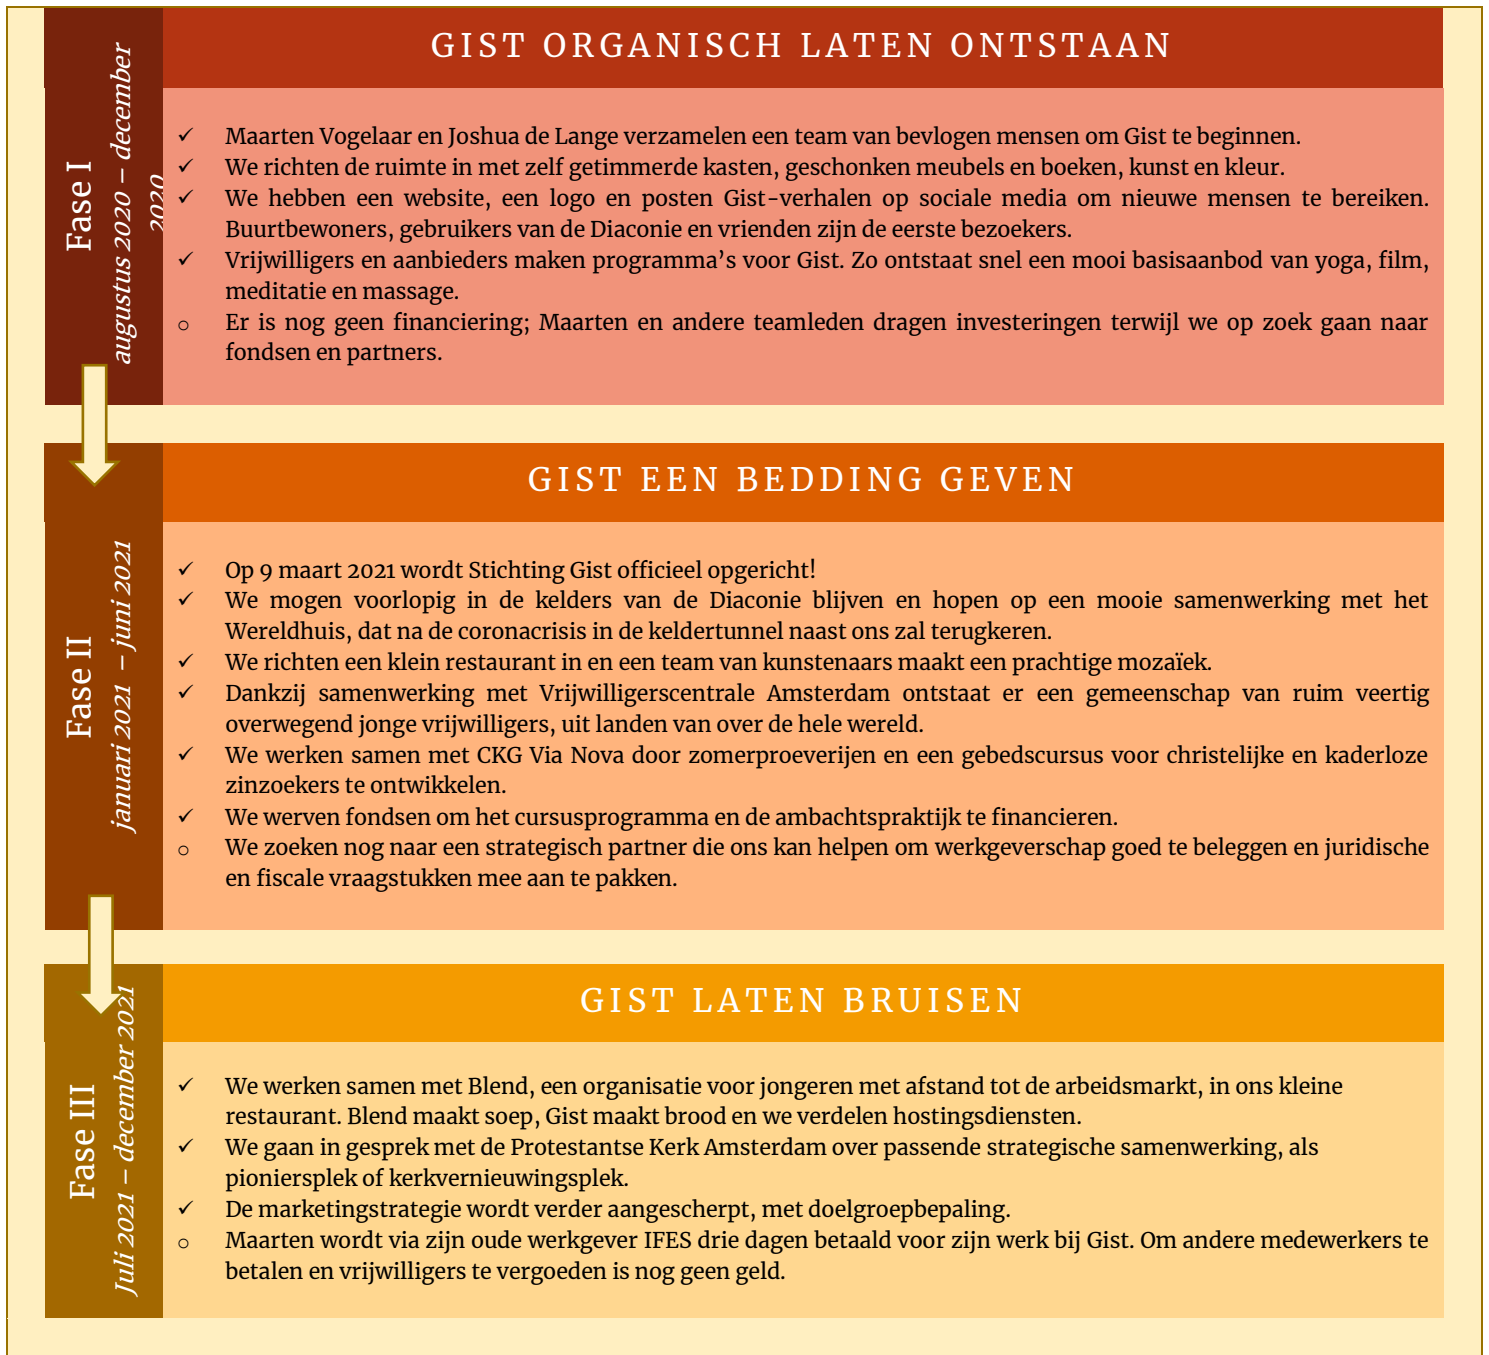 GIST ORGANISCH LATEN ONTSTAAN
Fase I
augustus 2020 – december
2020
✓ Maarten Vogelaar en Joshua de Lange verzamelen een team van bevlogen mensen om Gist te beginnen.
✓ We richten de ruimte in met zelf getimmerde kasten, geschonken meubels en boeken, kunst en kleur.
✓ We hebben een website, een logo en posten Gist-verhalen op sociale media om nieuwe mensen te bereiken.
Buurtbewoners, gebruikers van de Diaconie en vrienden zijn de eerste bezoekers.
✓ Vrijwilligers en aanbieders maken programma’s voor Gist. Zo ontstaat snel een mooi basisaanbod van yoga, film,
meditatie en massage.
o Er is nog geen financiering; Maarten en andere teamleden dragen investeringen terwijl we op zoek gaan naar
fondsen en partners.
GIST EEN BEDDING GEVEN
Fase II
januari 2021 – juni 2021
✓ Op 9 maart 2021 wordt Stichting Gist officieel opgericht!
✓ We mogen voorlopig in de kelders van de Diaconie blijven en hopen op een mooie samenwerking met het
Wereldhuis, dat na de coronacrisis in de keldertunnel naast ons zal terugkeren.
✓ We richten een klein restaurant in en een team van kunstenaars maakt een prachtige mozaïek.
✓ Dankzij samenwerking met Vrijwilligerscentrale Amsterdam ontstaat er een gemeenschap van ruim veertig
overwegend jonge vrijwilligers, uit landen van over de hele wereld.
✓ We werken samen met CKG Via Nova door zomerproeverijen en een gebedscursus voor christelijke en kaderloze
zinzoekers te ontwikkelen.
✓ We werven fondsen om het cursusprogramma en de ambachtspraktijk te financieren.
o We zoeken nog naar een strategisch partner die ons kan helpen om werkgeverschap goed te beleggen en juridische
en fiscale vraagstukken mee aan te pakken.
GIST LATEN BRUISEN
Fase III
Juli 2021 – december 2021
✓ We werken samen met Blend, een organisatie voor jongeren met afstand tot de arbeidsmarkt, in ons kleine
restaurant. Blend maakt soep, Gist maakt brood en we verdelen hostingsdiensten.
✓ We gaan in gesprek met de Protestantse Kerk Amsterdam over passende strategische samenwerking, als
pioniersplek of kerkvernieuwingsplek.
✓ De marketingstrategie wordt verder aangescherpt, met doelgroepbepaling.
o Maarten wordt via zijn oude werkgever IFES drie dagen betaald voor zijn werk bij Gist. Om andere medewerkers te
betalen en vrijwilligers te vergoeden is nog geen geld.